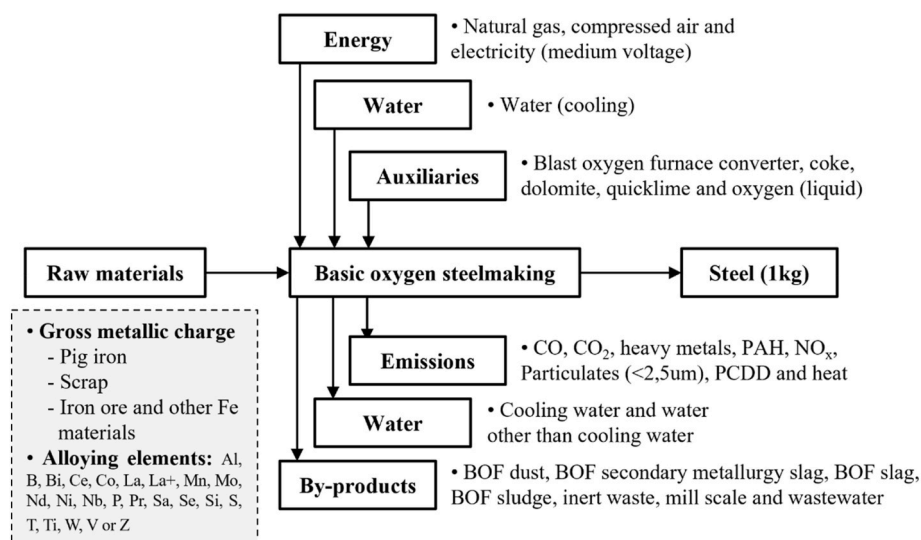 Energy
• Natural gas, compressed air and
electricity (medium voltage)
Water
• Water (cooling)
Auxiliaries
• Blast oxygen furnace converter, coke,
dolomite, quicklime and oxygen (liquid)
Raw materials
Basic oxygen steelmaking
Steel (1kg)
• Gross metallic charge
- Pig iron
- Scrap
- Iron ore and other Fe
materials
• Alloying elements: Al,
B, Bi, Ce, Co, La, La+, Mn, Mo,
Nd, Ni, Nb, P, Pr, Sa, Se, Si, S,
T, Ti, W, V or Z
Emissions
• CO, CO₂, heavy metals, PAH, NOₓ,
Particulates (<2,5um), PCDD and heat
Water
• Cooling water and water
other than cooling water
By-products
• BOF dust, BOF secondary metallurgy slag, BOF slag,
BOF sludge, inert waste, mill scale and wastewater